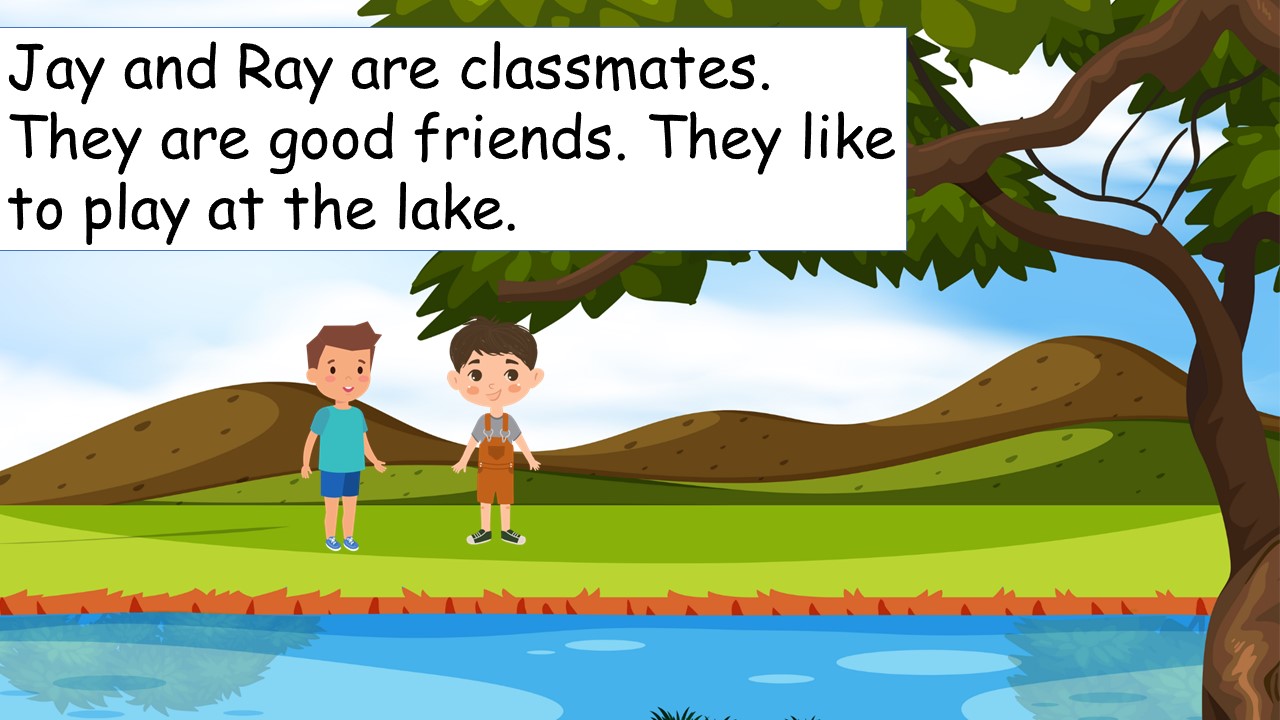 Jay and Ray are classmates.
They are good friends. They like
to play at the lake.